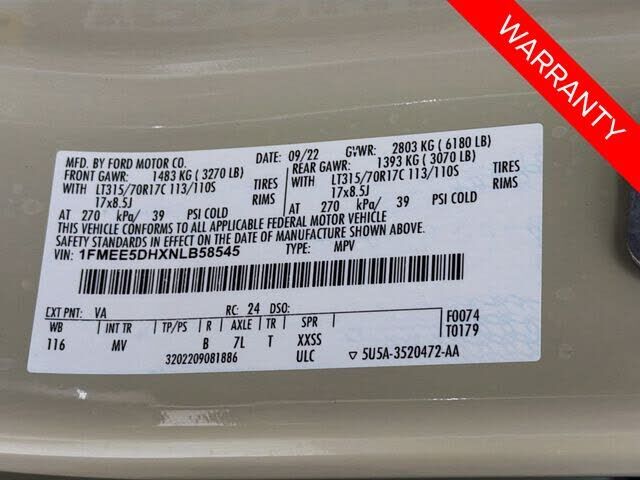 WARRANTY
MFD. BY FORD MOTOR CO. DATE: 09/22 GVWR: 2803 KG ( 6180 LB)
FRONT GAWR: 1483 KG ( 3270 LB) REAR GAWR: 1393 KG ( 3070 LB)
WITH LT315/70R17C 113/110S TIRES WITH LT315/70R17C 113/110S TIRES
17x8.5J RIMS 17x8.5J RIMS
AT 270 kPa/ 39 PSI COLD AT 270 kPa/ 39 PSI COLD
THIS VEHICLE CONFORMS TO ALL APPLICABLE FEDERAL MOTOR VEHICLE
SAFETY STANDARDS IN EFFECT ON THE DATE OF MANUFACTURE SHOWN ABOVE.
VIN: 1FMEE5DHXNLB58545 TYPE: MPV
EXT PNT: VA RC: 24 DSO: F0074
WB INT TR TP/PS R AXLE TR SPR T0179
116 MV B 7L T XXSS
3202209081886 ULC ▽ 5U5A-3520472-AA